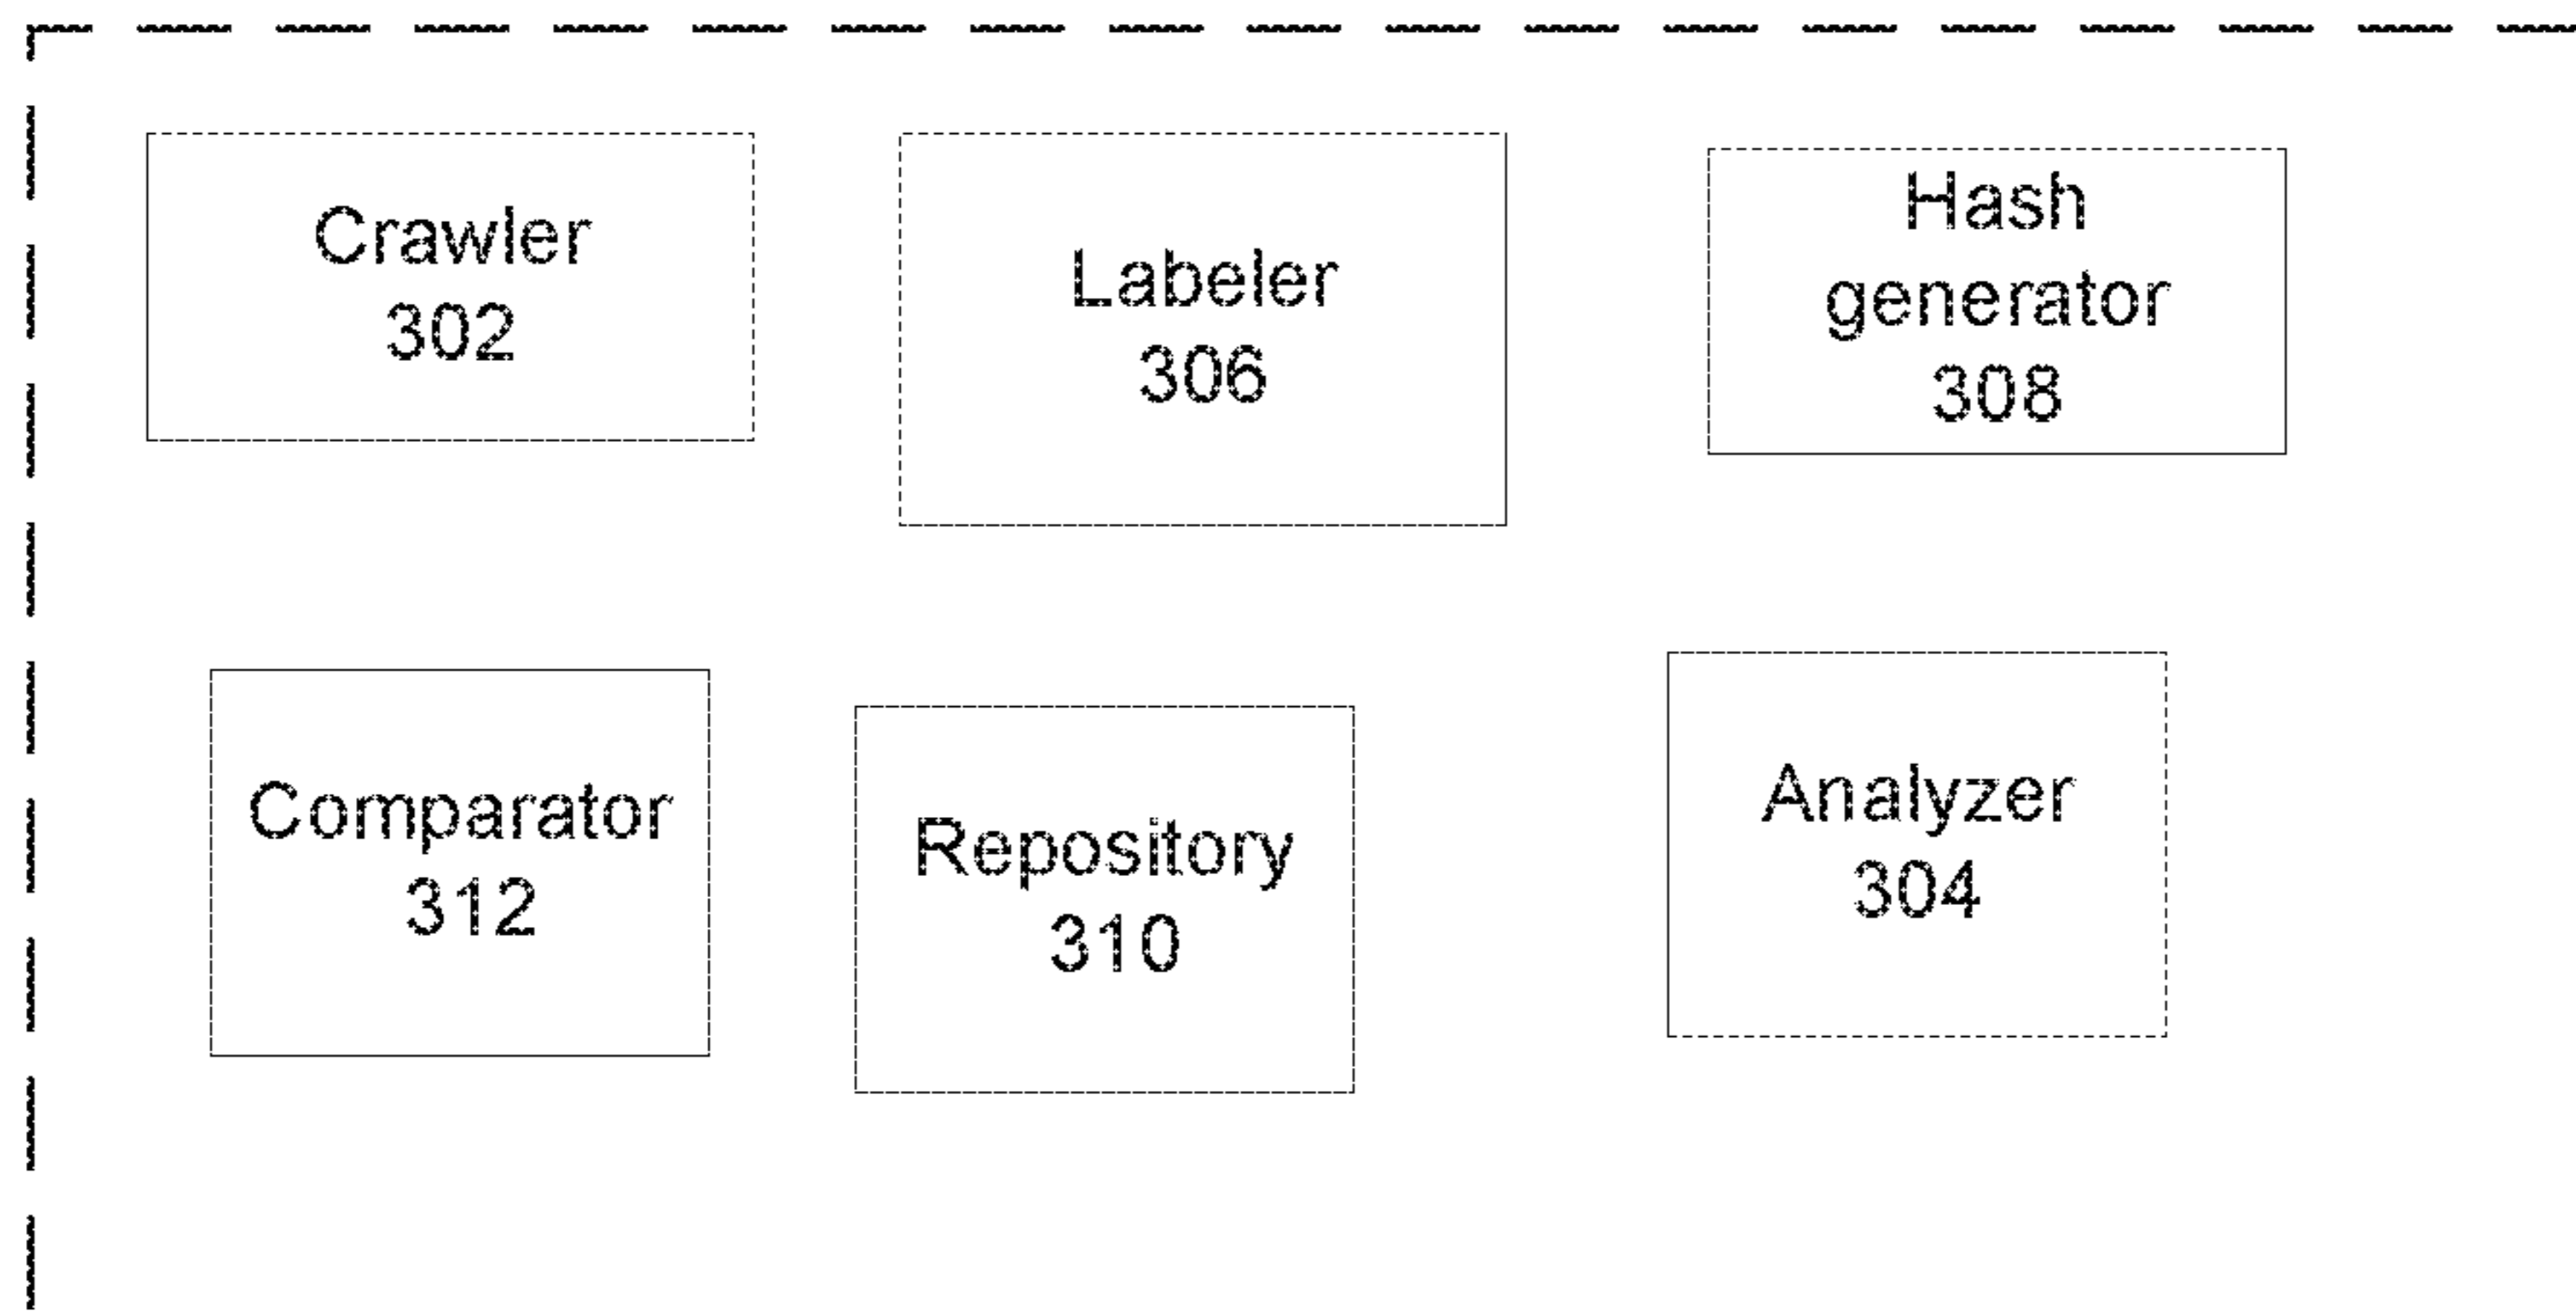 Crawler
302
Labeler
306
Hash
generator
308
Comparator
312
Repository
310
Analyzer
304